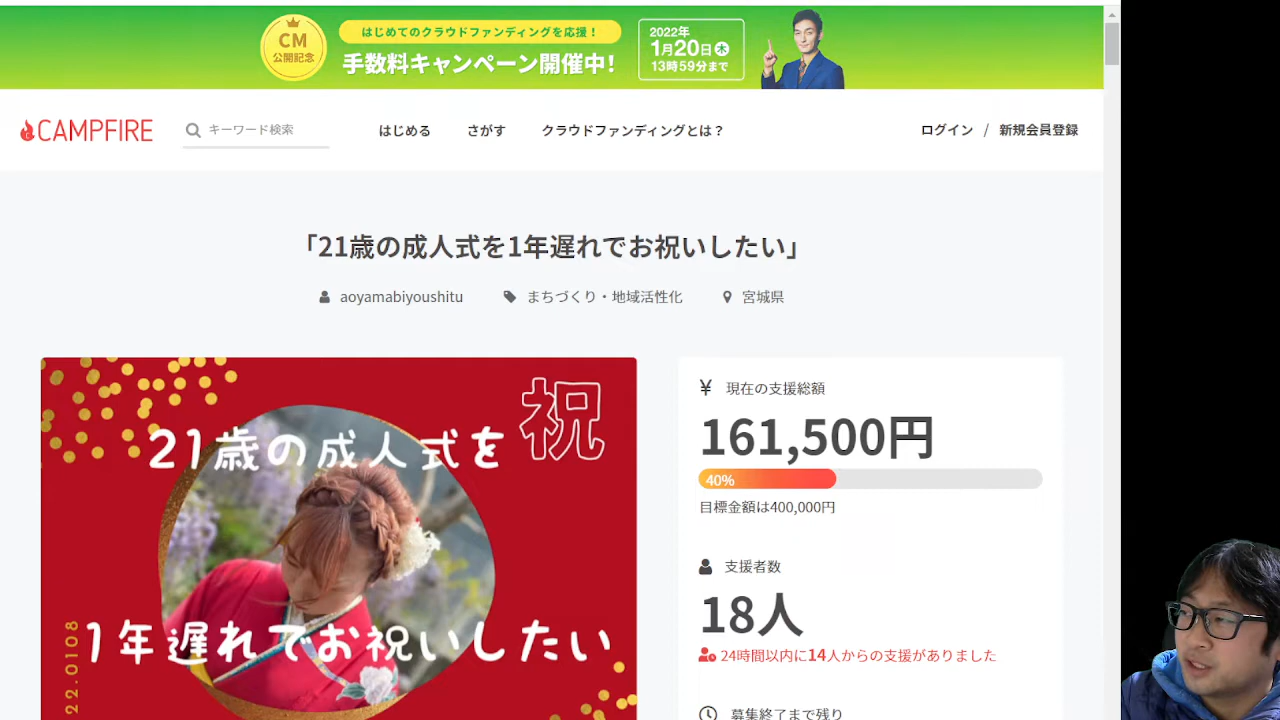 CM
公開記念
はじめてのクラウドファンディングを応援！
手数料キャンペーン開催中!
2022年
1月20日木
13時59分まで
CAMPFIRE
キーワード検索
はじめる
さがす
クラウドファンディングとは？
ログイン / 新規会員登録
「21歳の成人式を1年遅れでお祝いしたい」
aoyamabiyoushitu
まちづくり・地域活性化
宮城県
祝
21歳の成人式を
1年遅れでお祝いしたい
22.0108
¥ 現在の支援総額
161,500円
40%
目標金額は400,000円
支援者数
18人
24時間以内に14人からの支援がありました
募集終了まで残り